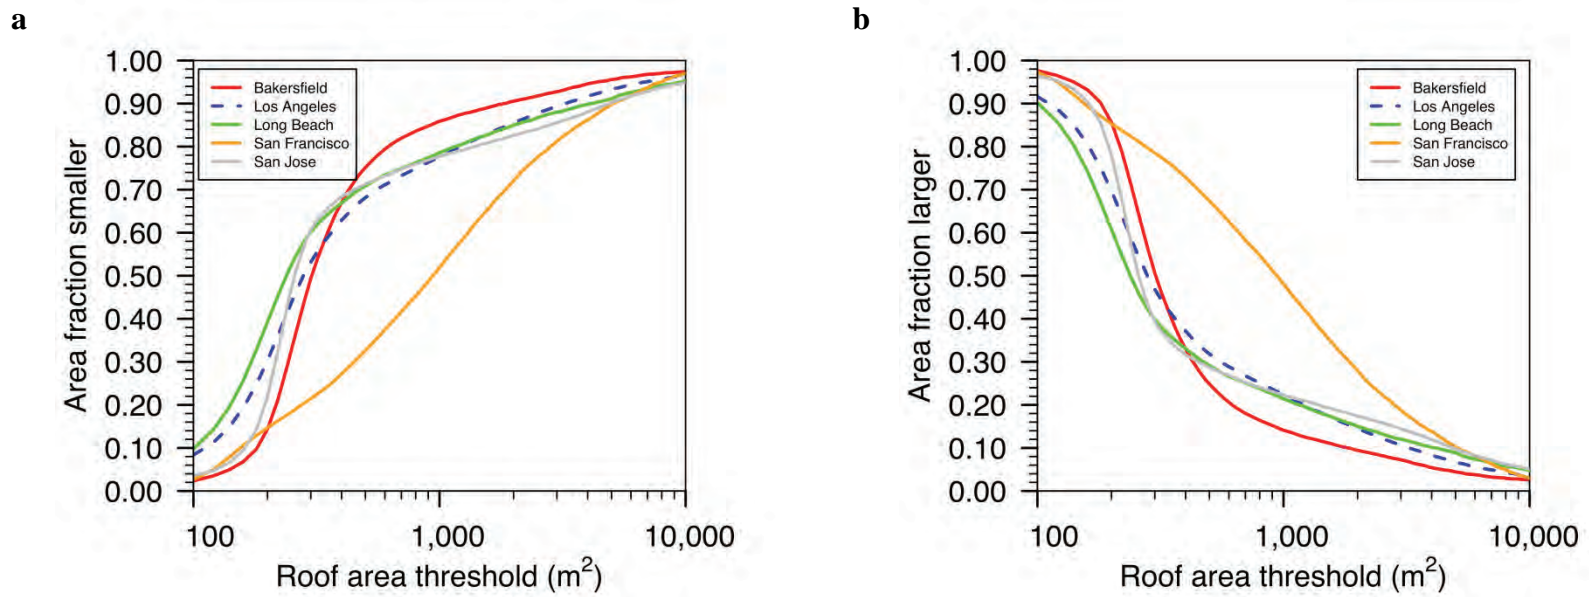 a
Area fraction smaller
1.00
0.90
0.80
0.70
0.60
0.50
0.40
0.30
0.20
0.10
0.00
Bakersfield
Los Angeles
Long Beach
San Francisco
San Jose
100 1,000 10,000
Roof area threshold (m²)
b
Area fraction larger
1.00
0.90
0.80
0.70
0.60
0.50
0.40
0.30
0.20
0.10
0.00
Bakersfield
Los Angeles
Long Beach
San Francisco
San Jose
100 1,000 10,000
Roof area threshold (m²)